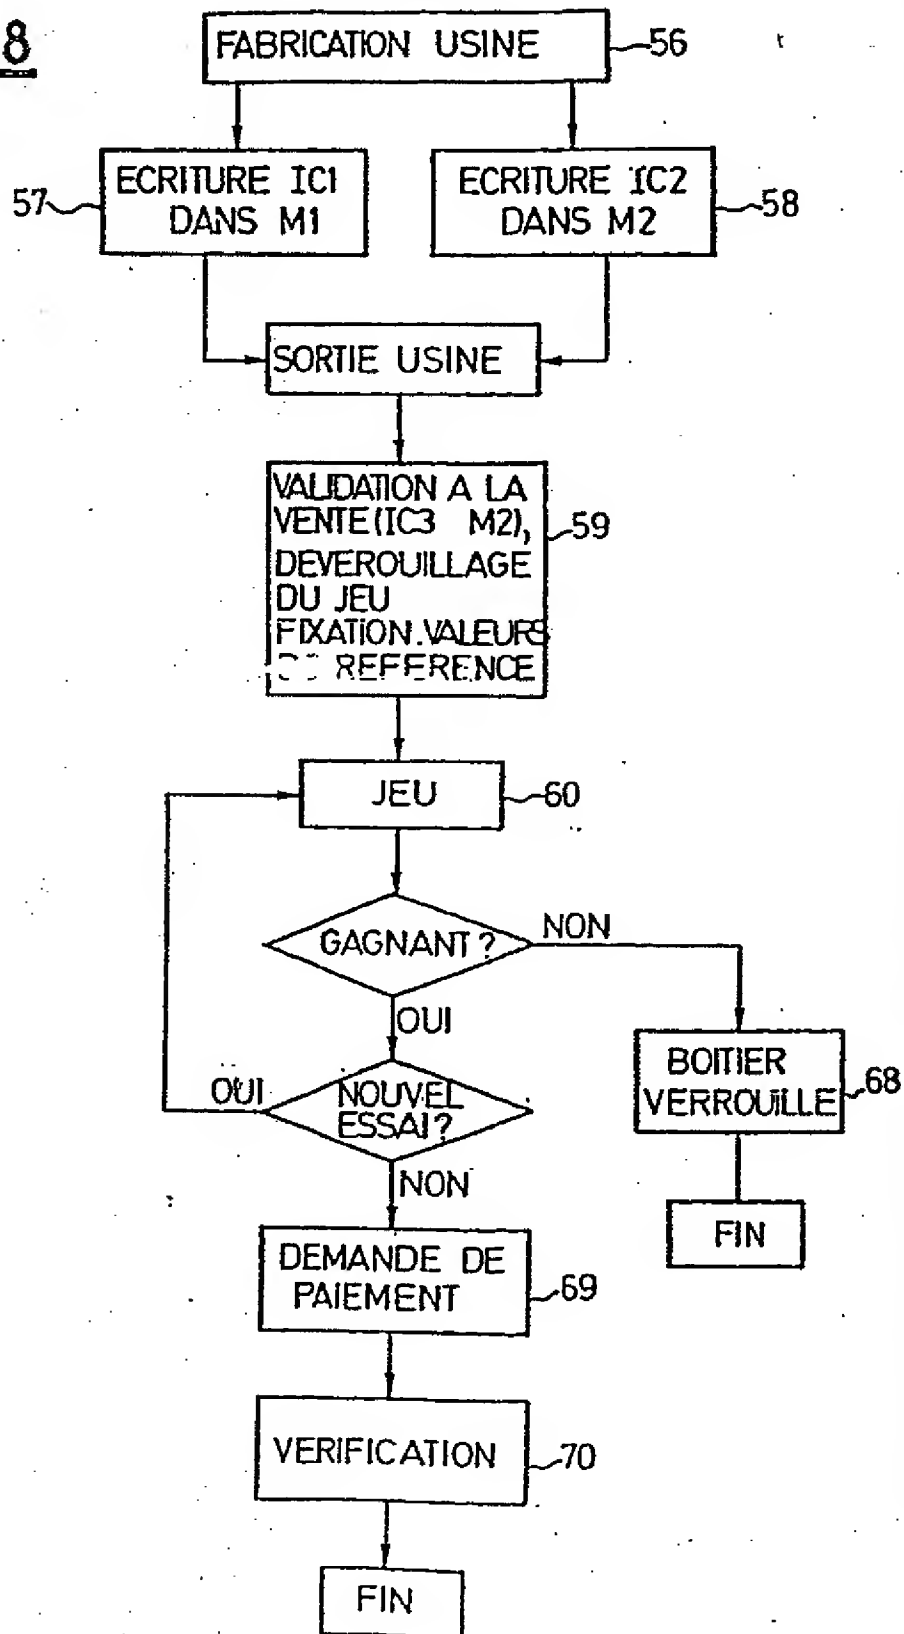 8
FABRICATION USINE
56
ECRITURE IC1
DANS M1
57
ECRITURE IC2
DANS M2
58
SORTIE USINE
VALIDATION A LA
VENTE(IC3 M2),
DEVEROUILLAGE
DU JEU
FIXATION.VALEURS
REFERENCE
59
JEU
60
GAGNANT?
NON
OUI
BOITIER
VERROUILLE
68
OUI
NOUVEL
ESSAI?
NON
FIN
DEMANDE DE
PAIEMENT
69
VERIFICATION
70
FIN